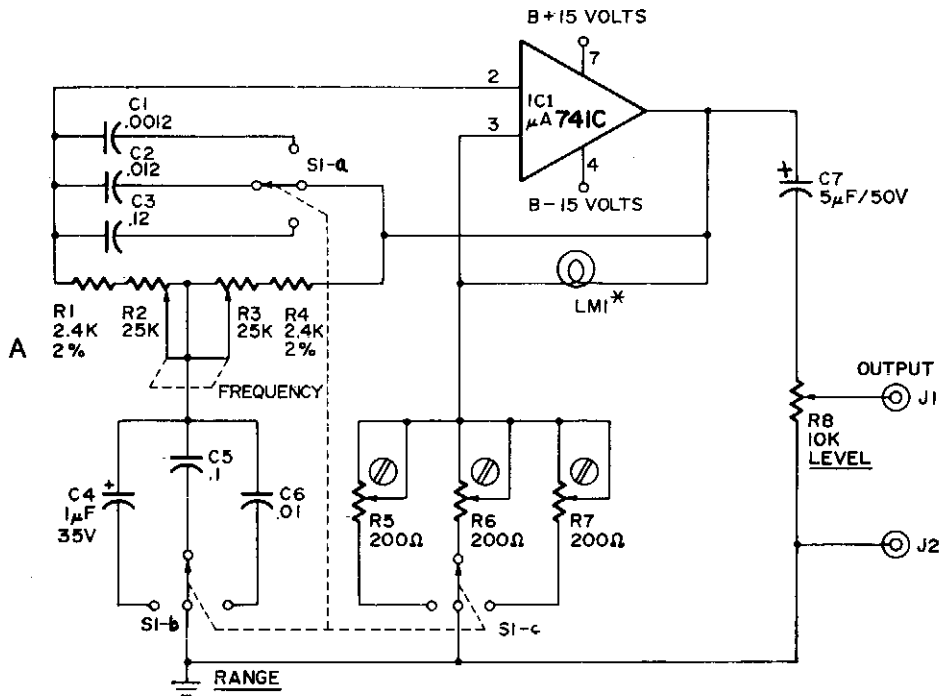 B+15 VOLTS
7
2
IC1
μA 741C
3
4
B-15 VOLTS
C1
.0012
C2
.012
C3
.12
S1-a
C7
5μF/50V
LM1*
R1
2.4K
2%
R2
25K
R3
25K
R4
2.4K
2%
A
FREQUENCY
OUTPUT
J1
R8
10K
LEVEL
C4
1μF
35V
C5
.1
C6
.01
R5
200Ω
R6
200Ω
R7
200Ω
J2
S1-b
S1-c
RANGE